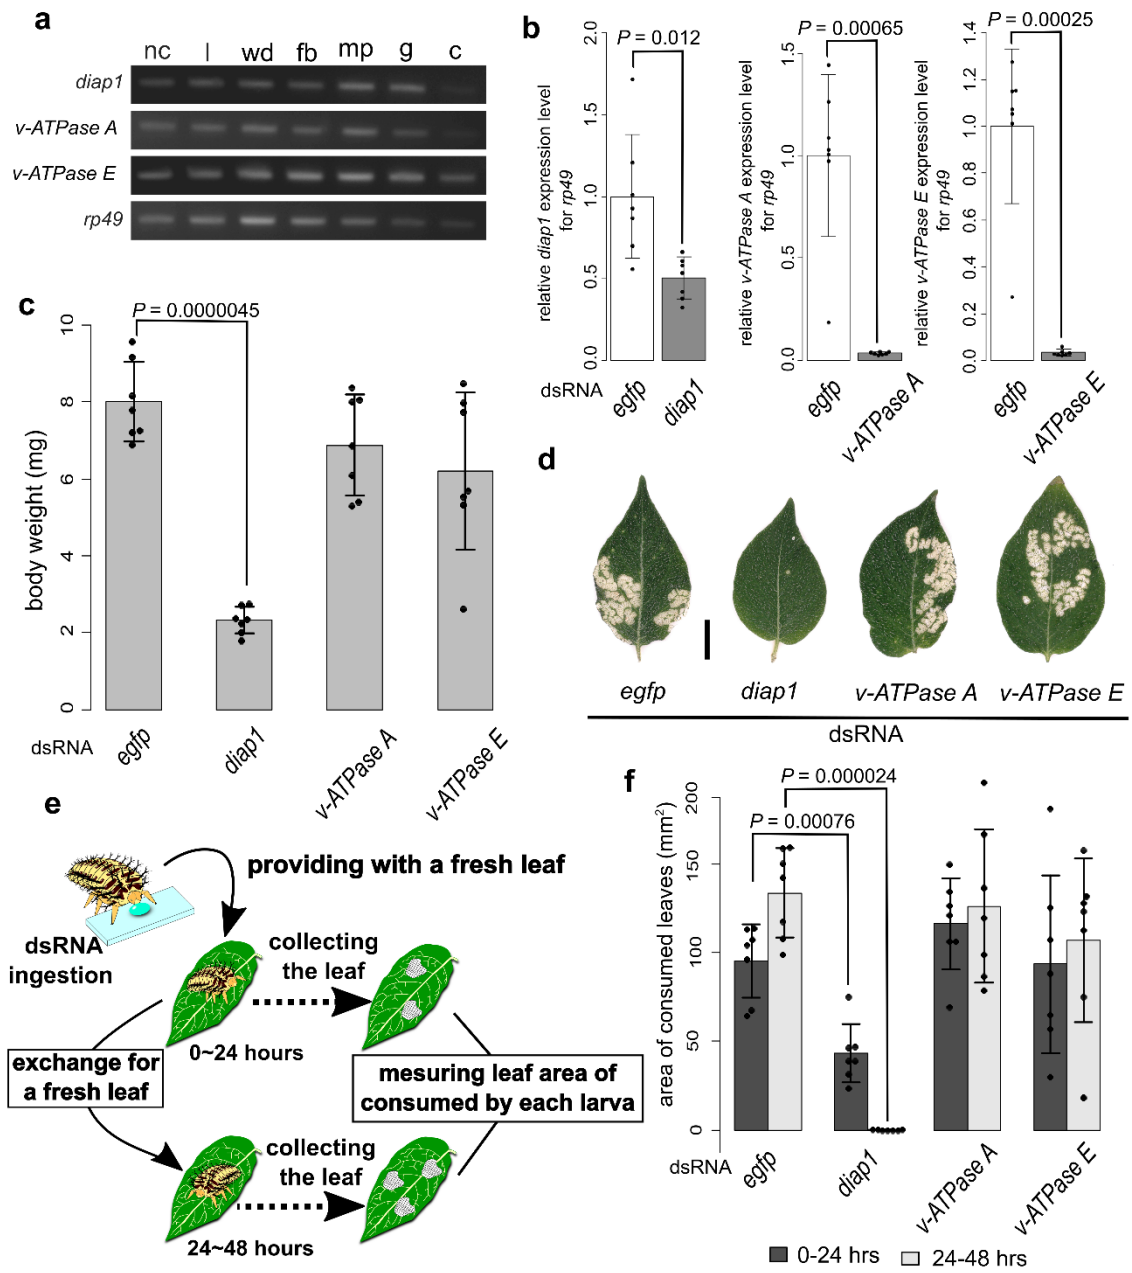 a
nc l wd fb mp g c
diap1
v-ATPase A
v-ATPase E
rp49
b
P = 0.012
relative diap1 expression level
for rp49
0.0 0.5 1.0 1.5 2.0
dsRNA
egfp diap1
P = 0.00065
relative v-ATPase A expression level
for rp49
0.0 0.5 1.0 1.5
egfp v-ATPase A
P = 0.00025
relative v-ATPase E expression level
for rp49
0.0 0.2 0.4 0.6 0.8 1.0 1.2 1.4
egfp v-ATPase E
c
P = 0.0000045
body weight (mg)
0 2 4 6 8 10
dsRNA
egfp diap1 v-ATPase A v-ATPase E
d
egfp diap1 v-ATPase A v-ATPase E
dsRNA
e
providing with a fresh leaf
dsRNA
ingestion
collecting
the leaf
0~24 hours
exchange for
a fresh leaf
mesuring leaf area of
consumed by each larva
collecting
the leaf
24~48 hours
f
P = 0.000024
P = 0.00076
area of consumed leaves (mm²)
0 50 100 150 200
dsRNA
egfp diap1 v-ATPase A v-ATPase E
0-24 hrs 24-48 hrs